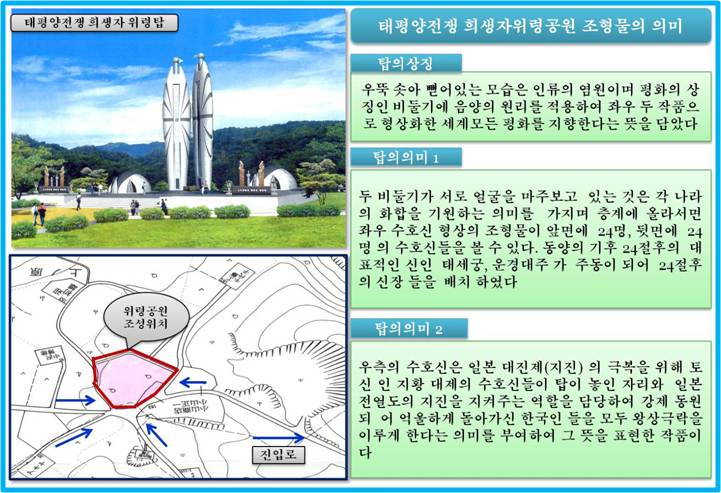 태평양전쟁 희생자 위령탑
태평양전쟁 희생자위령공원 조형물의 의미
탑의상징
우뚝 솟아 뻗어있는 모습은 인류의 염원이며 평화의 상
징인 비둘기에 음양의 원리를 적용하여 좌우 두 작품으
로 형상화한 세계모든 평화를 지향한다는 뜻을 담았다
탑의의미 1
두 비둘기가 서로 얼굴을 마주보고 있는 것은 각 나라
의 화합을 기원하는 의미를 가지며 층계에 올라서면
좌우 수호신 형상의 조형물이 앞면에 24명, 뒷면에 24
명 의 수호신들을 볼 수 있다. 동양의 기후 24절후의 대
표적인 신인 태세궁, 운경대주 가 주동이 되어 24절후
의 신장 들을 배치 하였다
탑의의미 2
우측의 수호신은 일본 대진제(지진) 의 극복을 위해 토
신 인 지황 대제의 수호신들이 탑이 놓인 자리와 일본
전열도의 지진을 지켜주는 역할을 담당하여 강제 동원
되 어 억울하게 돌아가신 한국인 들을 모두 왕상극락을
이루게 한다는 의미를 부여하여 그 뜻을 표현한 작품이
다
위령공원
조성위치
진입로
上原
小山商店